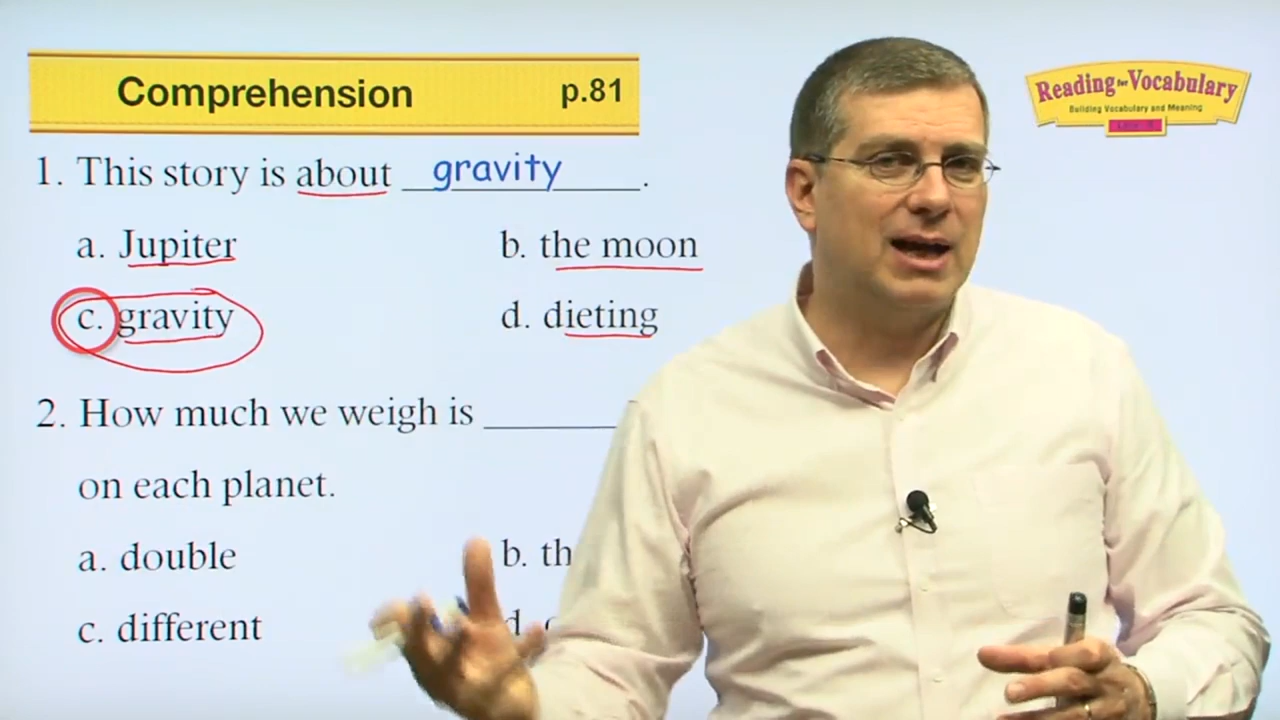 Comprehension p.81
Reading for Vocabulary
Building Vocabulary and Meaning
1. This story is about gravity.
a. Jupiter b. the moon
c. gravity d. dieting
2. How much we weigh is ______
on each planet.
a. double b. th
c. different d.